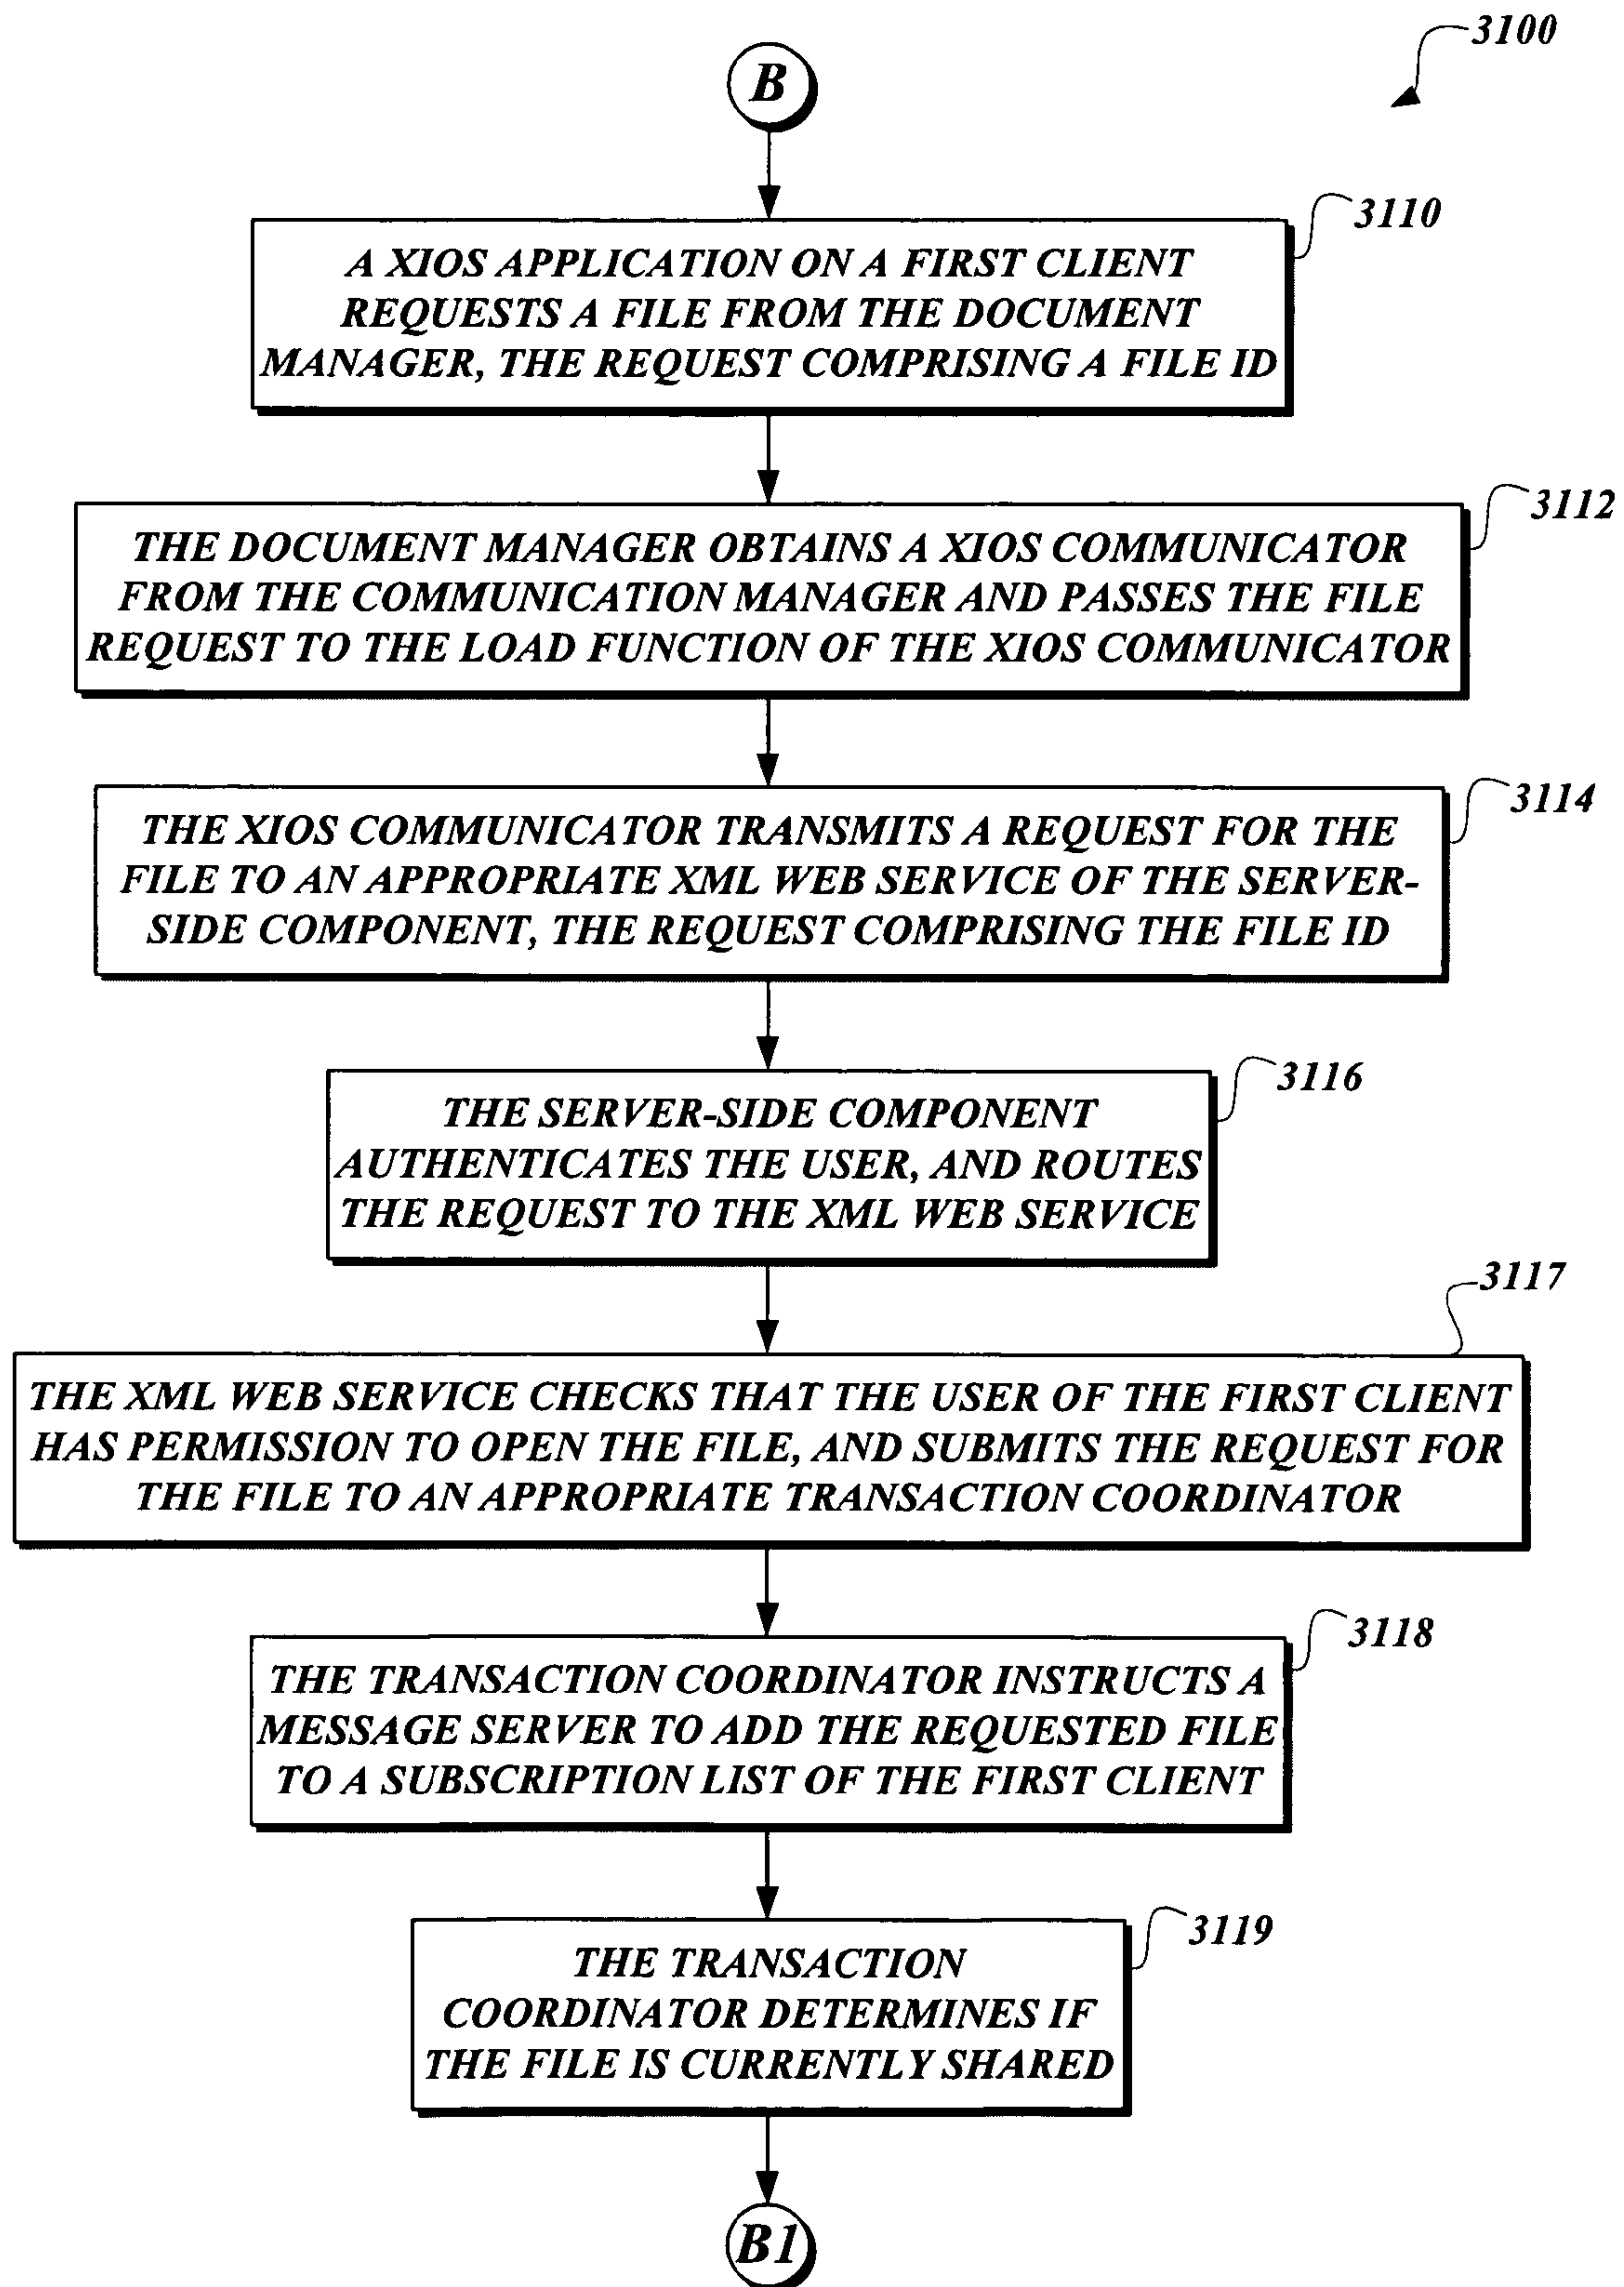 3100
B
3110
A XIOS APPLICATION ON A FIRST CLIENT
REQUESTS A FILE FROM THE DOCUMENT
MANAGER, THE REQUEST COMPRISING A FILE ID
3112
THE DOCUMENT MANAGER OBTAINS A XIOS COMMUNICATOR
FROM THE COMMUNICATION MANAGER AND PASSES THE FILE
REQUEST TO THE LOAD FUNCTION OF THE XIOS COMMUNICATOR
3114
THE XIOS COMMUNICATOR TRANSMITS A REQUEST FOR THE
FILE TO AN APPROPRIATE XML WEB SERVICE OF THE SERVER-
SIDE COMPONENT, THE REQUEST COMPRISING THE FILE ID
3116
THE SERVER-SIDE COMPONENT
AUTHENTICATES THE USER, AND ROUTES
THE REQUEST TO THE XML WEB SERVICE
3117
THE XML WEB SERVICE CHECKS THAT THE USER OF THE FIRST CLIENT
HAS PERMISSION TO OPEN THE FILE, AND SUBMITS THE REQUEST FOR
THE FILE TO AN APPROPRIATE TRANSACTION COORDINATOR
3118
THE TRANSACTION COORDINATOR INSTRUCTS A
MESSAGE SERVER TO ADD THE REQUESTED FILE
TO A SUBSCRIPTION LIST OF THE FIRST CLIENT
3119
THE TRANSACTION
COORDINATOR DETERMINES IF
THE FILE IS CURRENTLY SHARED
B1